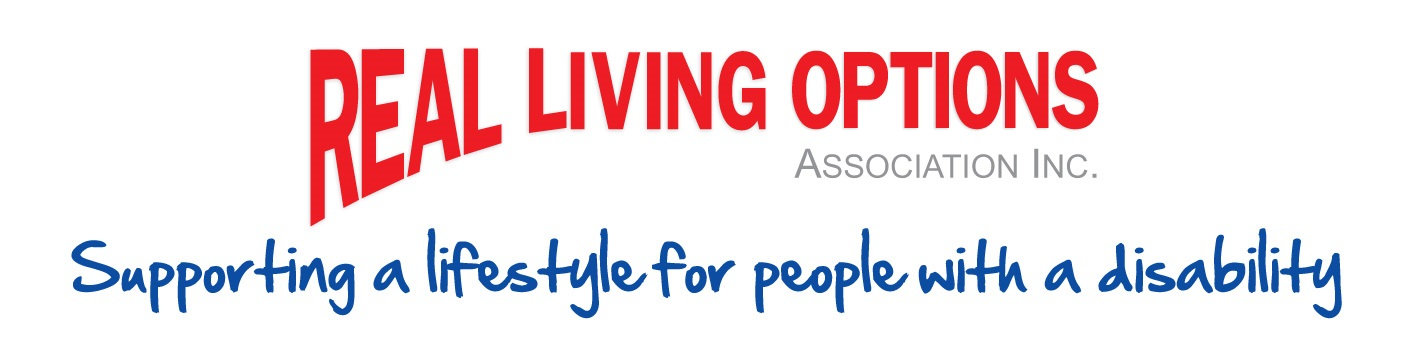 REAL LIVING OPTIONS
ASSOCIATION INC.
Supporting a lifestyle for people with a disability